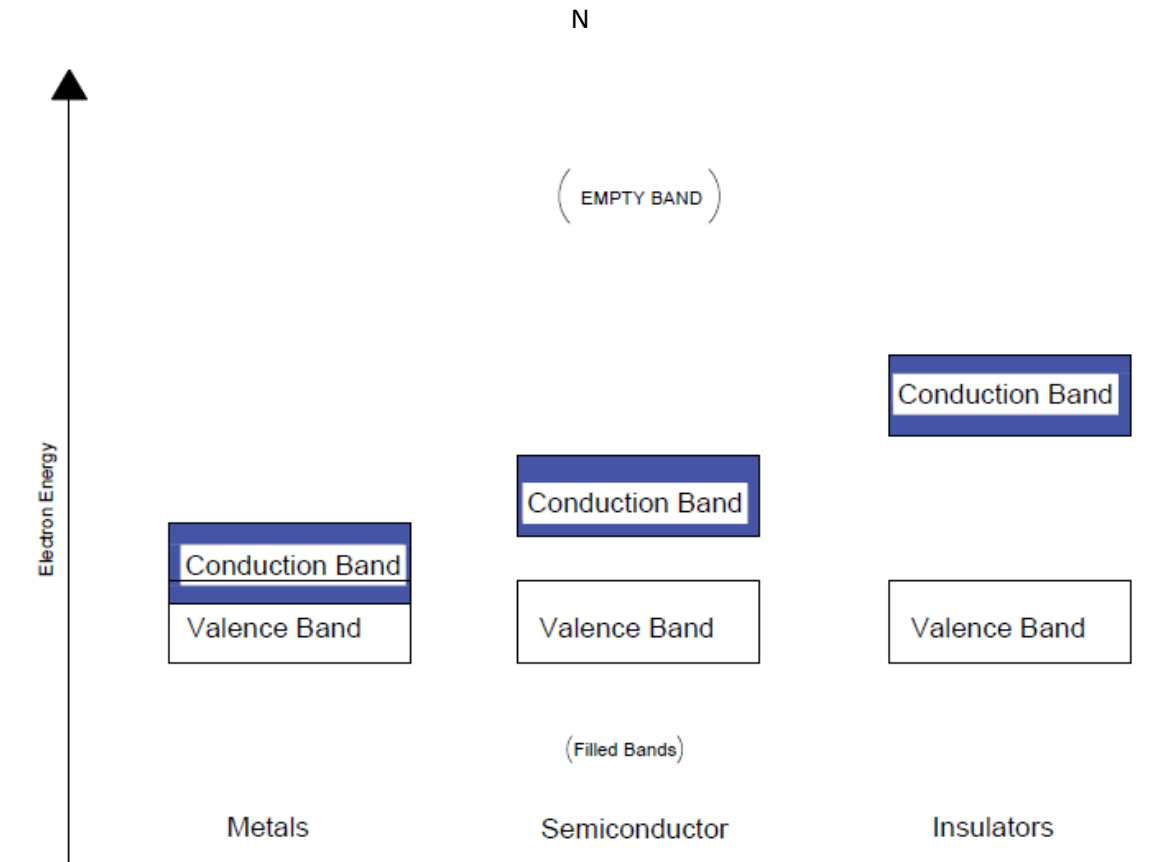 N
( EMPTY BAND )
Conduction Band
Conduction Band
Electron Energy
Conduction Band
Valence Band
Valence Band
Valence Band
(Filled Bands)
Metals
Semiconductor
Insulators